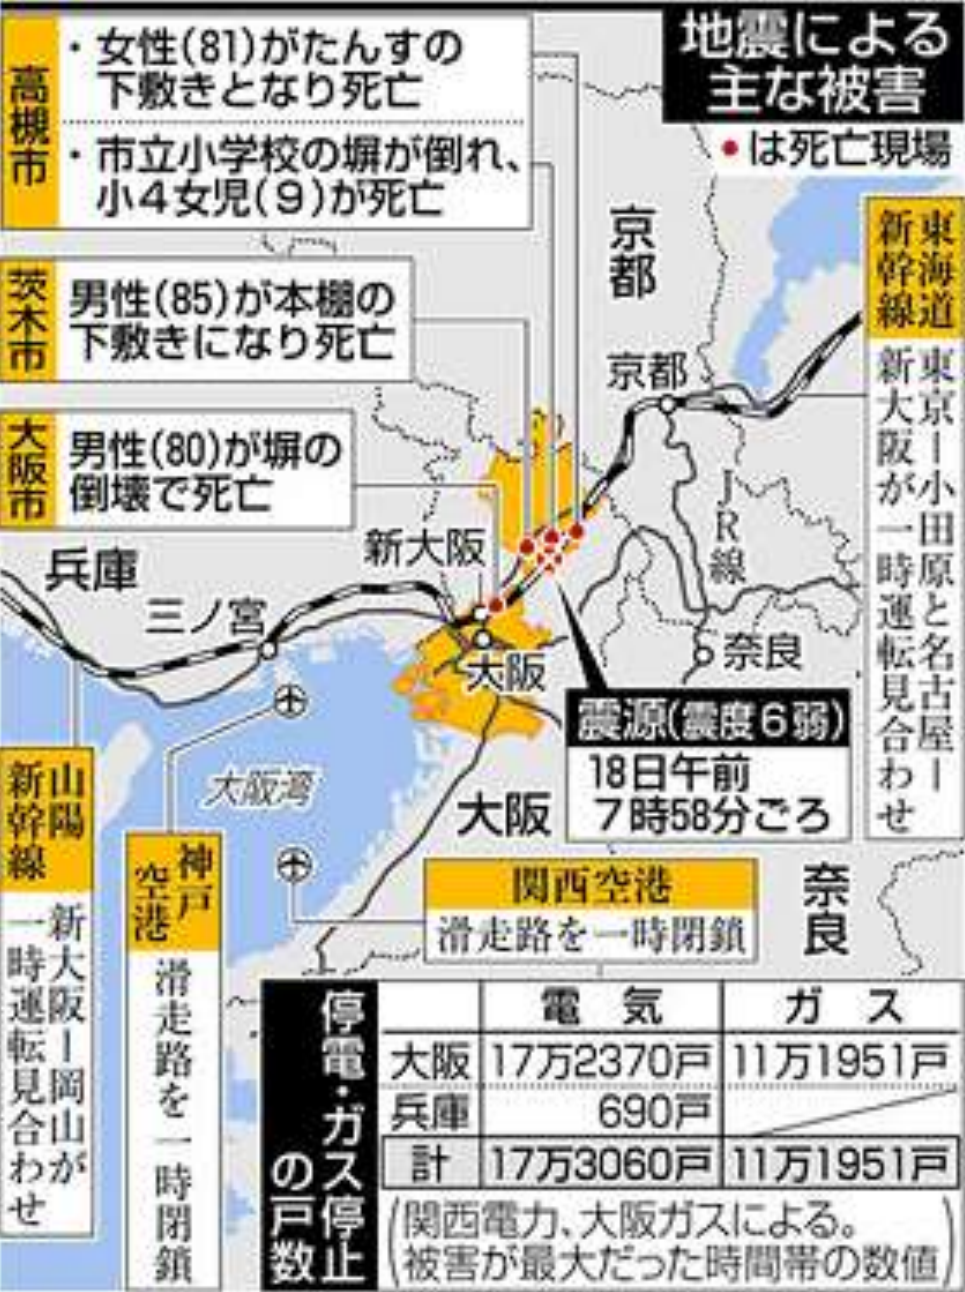 地震による
主な被害
●は死亡現場
高槻市
・女性(81)がたんすの
下敷きとなり死亡
・市立小学校の塀が倒れ、
小4女児(9)が死亡
茨木市
男性(85)が本棚の
下敷きになり死亡
大阪市
男性(80)が塀の
倒壊で死亡
東海道
新幹線
東京ー小田原と名古屋ー
新大阪が一時運転見合わせ
京都
京都
JR線
新大阪
兵庫
三ノ宮
大阪
奈良
震源(震度6弱)
18日午前
7時58分ごろ
大阪湾
大阪
奈良
山陽
新幹線
新大阪ー岡山が
一時運転見合わせ
神戸
空港
滑走路を一時閉鎖
関西空港
滑走路を一時閉鎖
停電・ガス停止
の戸数
電気 ガス
大阪 17万2370戸 11万1951戸
兵庫 690戸
計 17万3060戸 11万1951戸
(関西電力、大阪ガスによる。
被害が最大だった時間帯の数値)